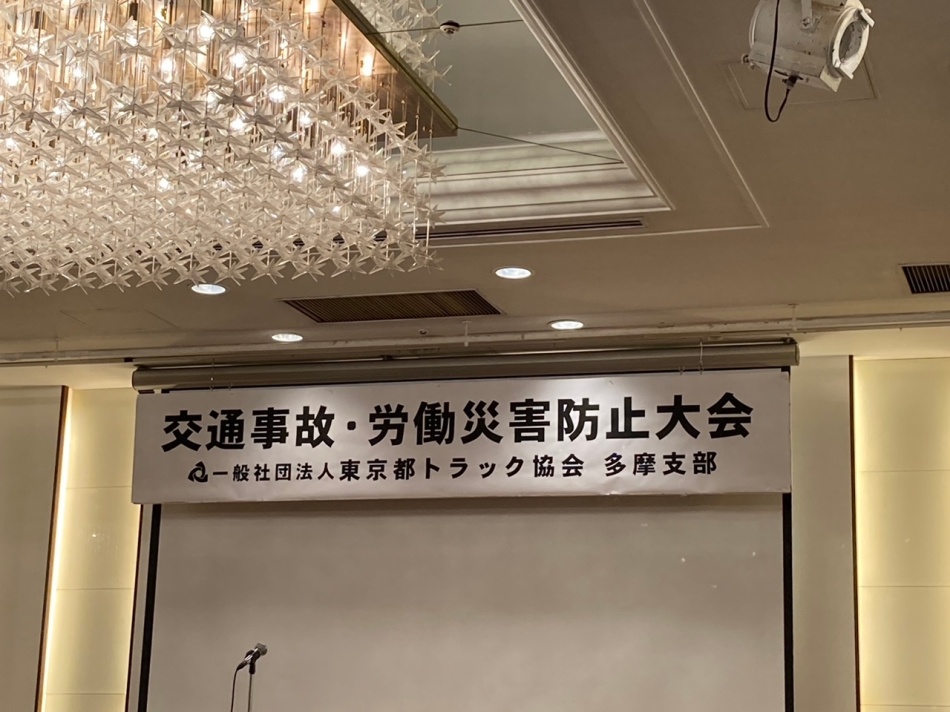 交通事故・労働災害防止大会
一般社団法人東京都トラック協会 多摩支部